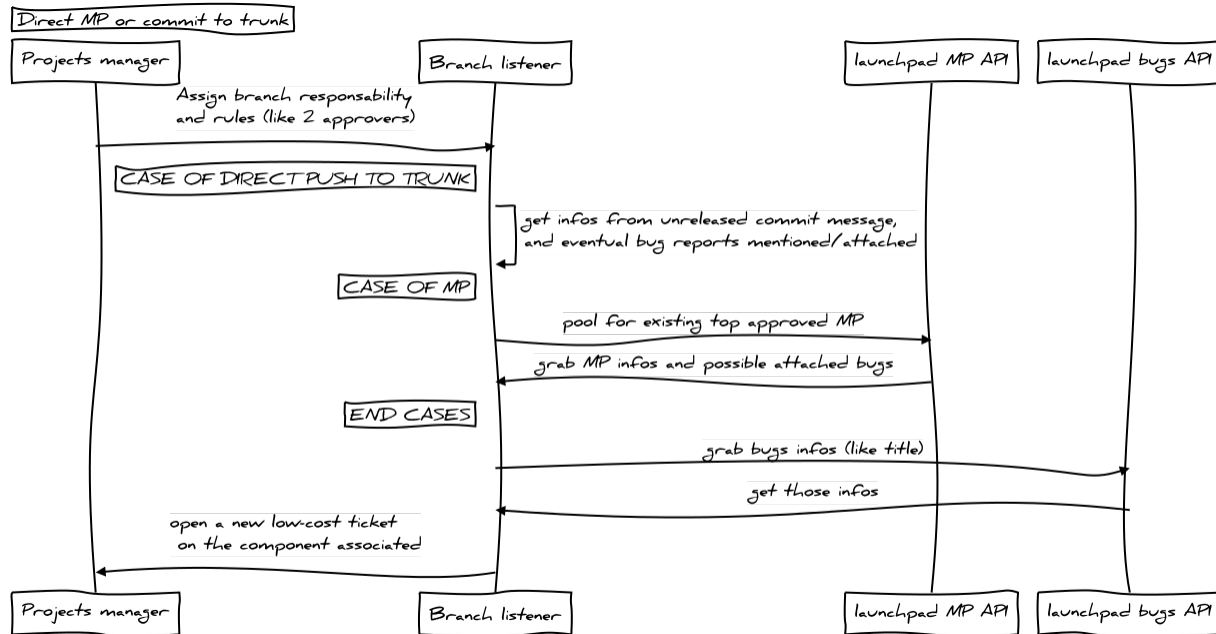 Direct MP or commit to trunk
Projects manager
Branch listener
launchpad MP API
launchpad bugs API
Assign branch responsability
and rules (like 2 approvers)
CASE OF DIRECT PUSH TO TRUNK
get infos from unreleased commit message,
and eventual bug reports mentioned/attached
CASE OF MP
pool for existing top approved MP
grab MP infos and possible attached bugs
END CASES
grab bugs infos (like title)
get those infos
open a new low-cost ticket
on the component associated
Projects manager
Branch listener
launchpad MP API
launchpad bugs API